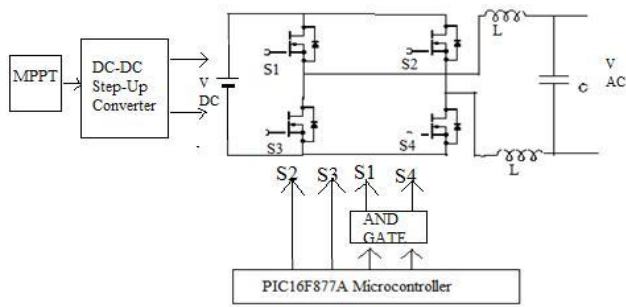 MPPT
DC-DC
Step-Up
Converter
V
DC
S1
S2
S3
S4
L
L
C
V
AC
S2 S3 S1 S4
AND
GATE
PIC16F877A Microcontroller